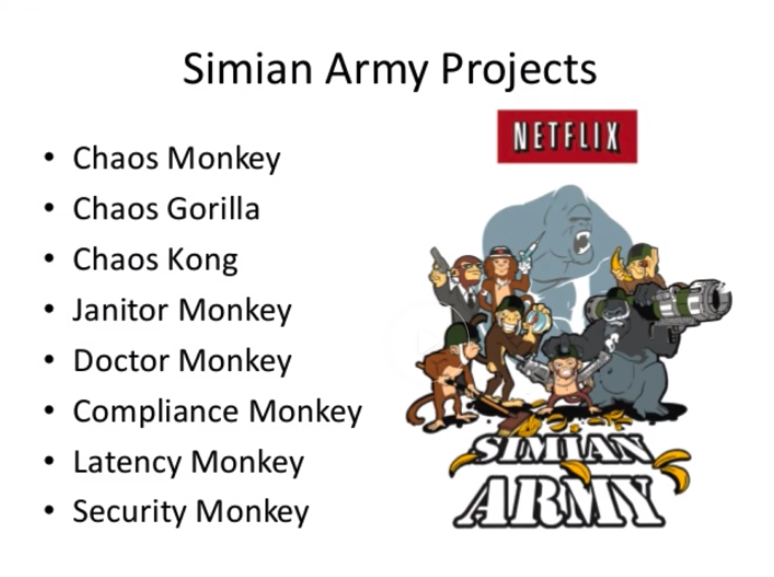 Simian Army Projects
NETFLIX
• Chaos Monkey
• Chaos Gorilla
• Chaos Kong
• Janitor Monkey
• Doctor Monkey
• Compliance Monkey
• Latency Monkey
• Security Monkey
SIMIAN
ARMY